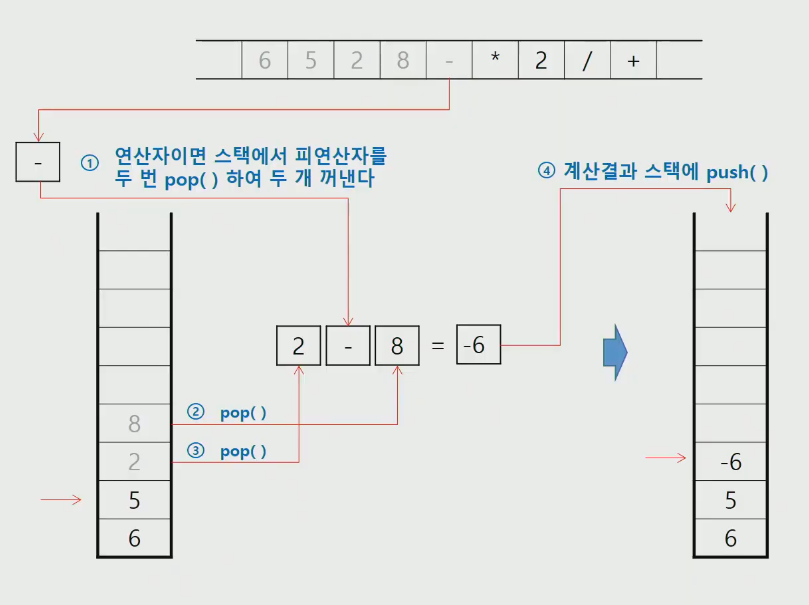 6 5 2 8 - * 2 / +
-
① 연산자이면 스택에서 피연산자를
두 번 pop( ) 하여 두 개 꺼낸다
④ 계산결과 스택에 push( )
2 - 8 = -6
② pop( )
③ pop( )
8
2
5
6
-6
5
6